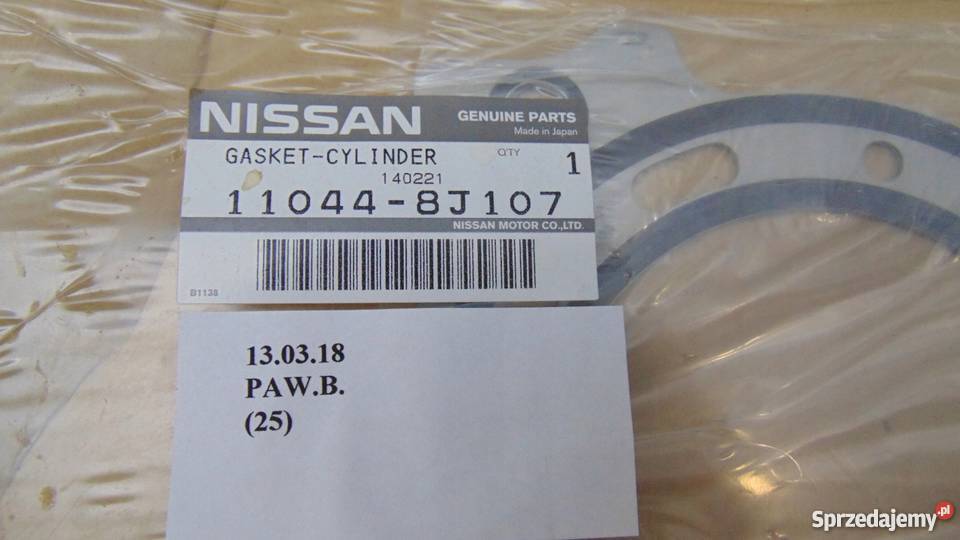 NISSAN GENUINE PARTS
Made in Japan
GASKET-CYLINDER Q'TY 1
140221
11044-8J107
NISSAN MOTOR CO.,LTD.
B1138
13.03.18
PAW.B.
(25)
Sprzedajemy.pl